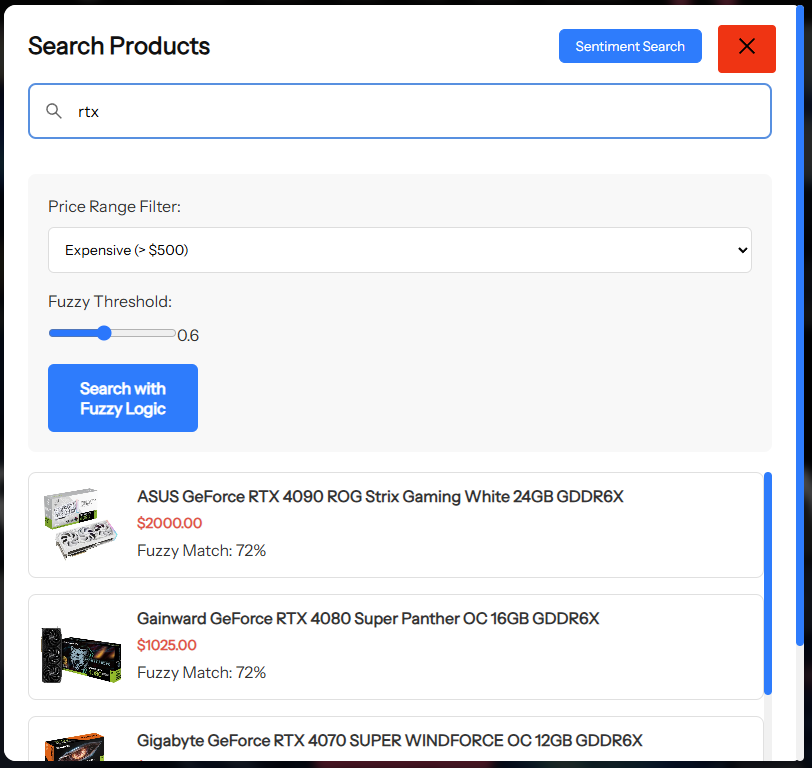 Search Products
Sentiment Search
rtx
Price Range Filter:
Expensive (> $500)
Fuzzy Threshold:
0.6
Search with
Fuzzy Logic
ASUS GeForce RTX 4090 ROG Strix Gaming White 24GB GDDR6X
$2000.00
Fuzzy Match: 72%
Gainward GeForce RTX 4080 Super Panther OC 16GB GDDR6X
$1025.00
Fuzzy Match: 72%
Gigabyte GeForce RTX 4070 SUPER WINDFORCE OC 12GB GDDR6X